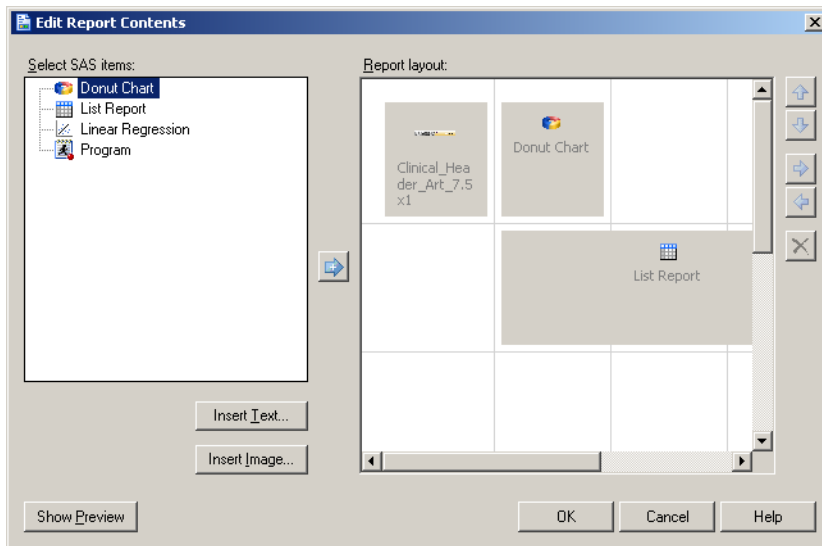 Edit Report Contents
Select SAS items:
Donut Chart
List Report
Linear Regression
Program
Insert Text...
Insert Image...
Show Preview
Report layout:
Clinical_Hea
der_Art_7.5
x1
Donut Chart
List Report
OK
Cancel
Help